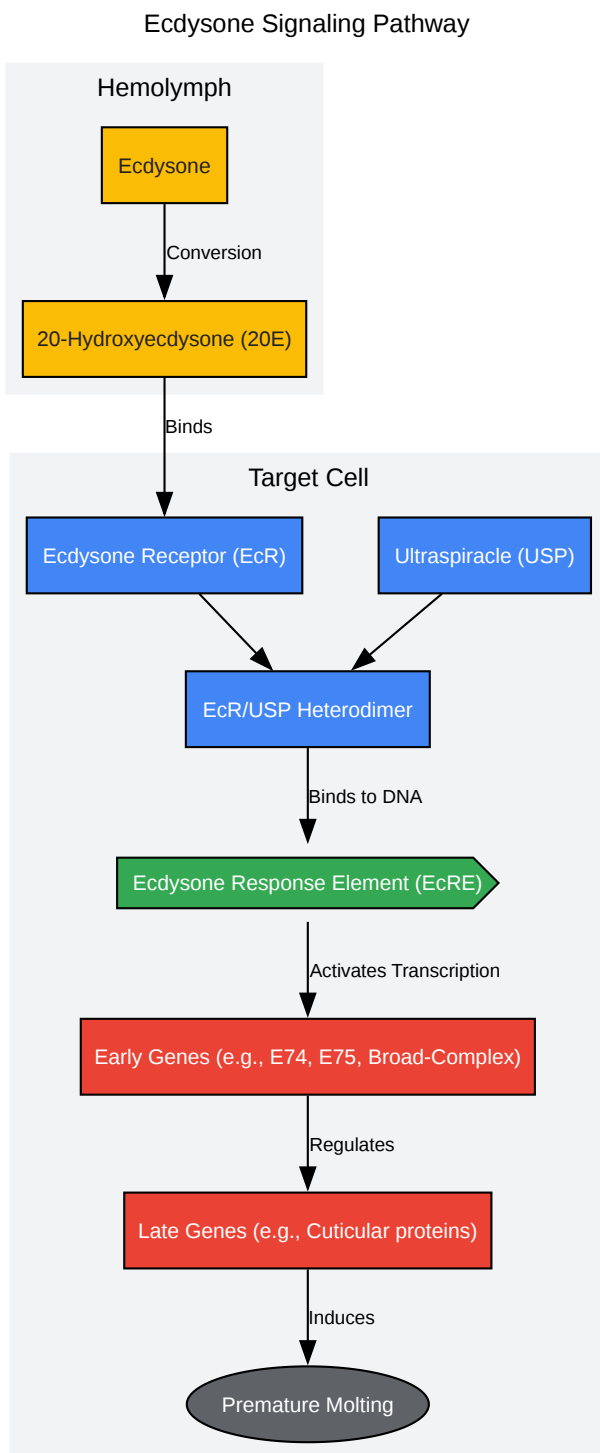 Ecdysone Signaling Pathway
Hemolymph
Ecdysone
Conversion
20-Hydroxyecdysone (20E)
Binds
Target Cell
Ecdysone Receptor (EcR)
Ultraspiracle (USP)
EcR/USP Heterodimer
Binds to DNA
Ecdysone Response Element (EcRE)
Activates Transcription
Early Genes (e.g., E74, E75, Broad-Complex)
Regulates
Late Genes (e.g., Cuticular proteins)
Induces
Premature Molting